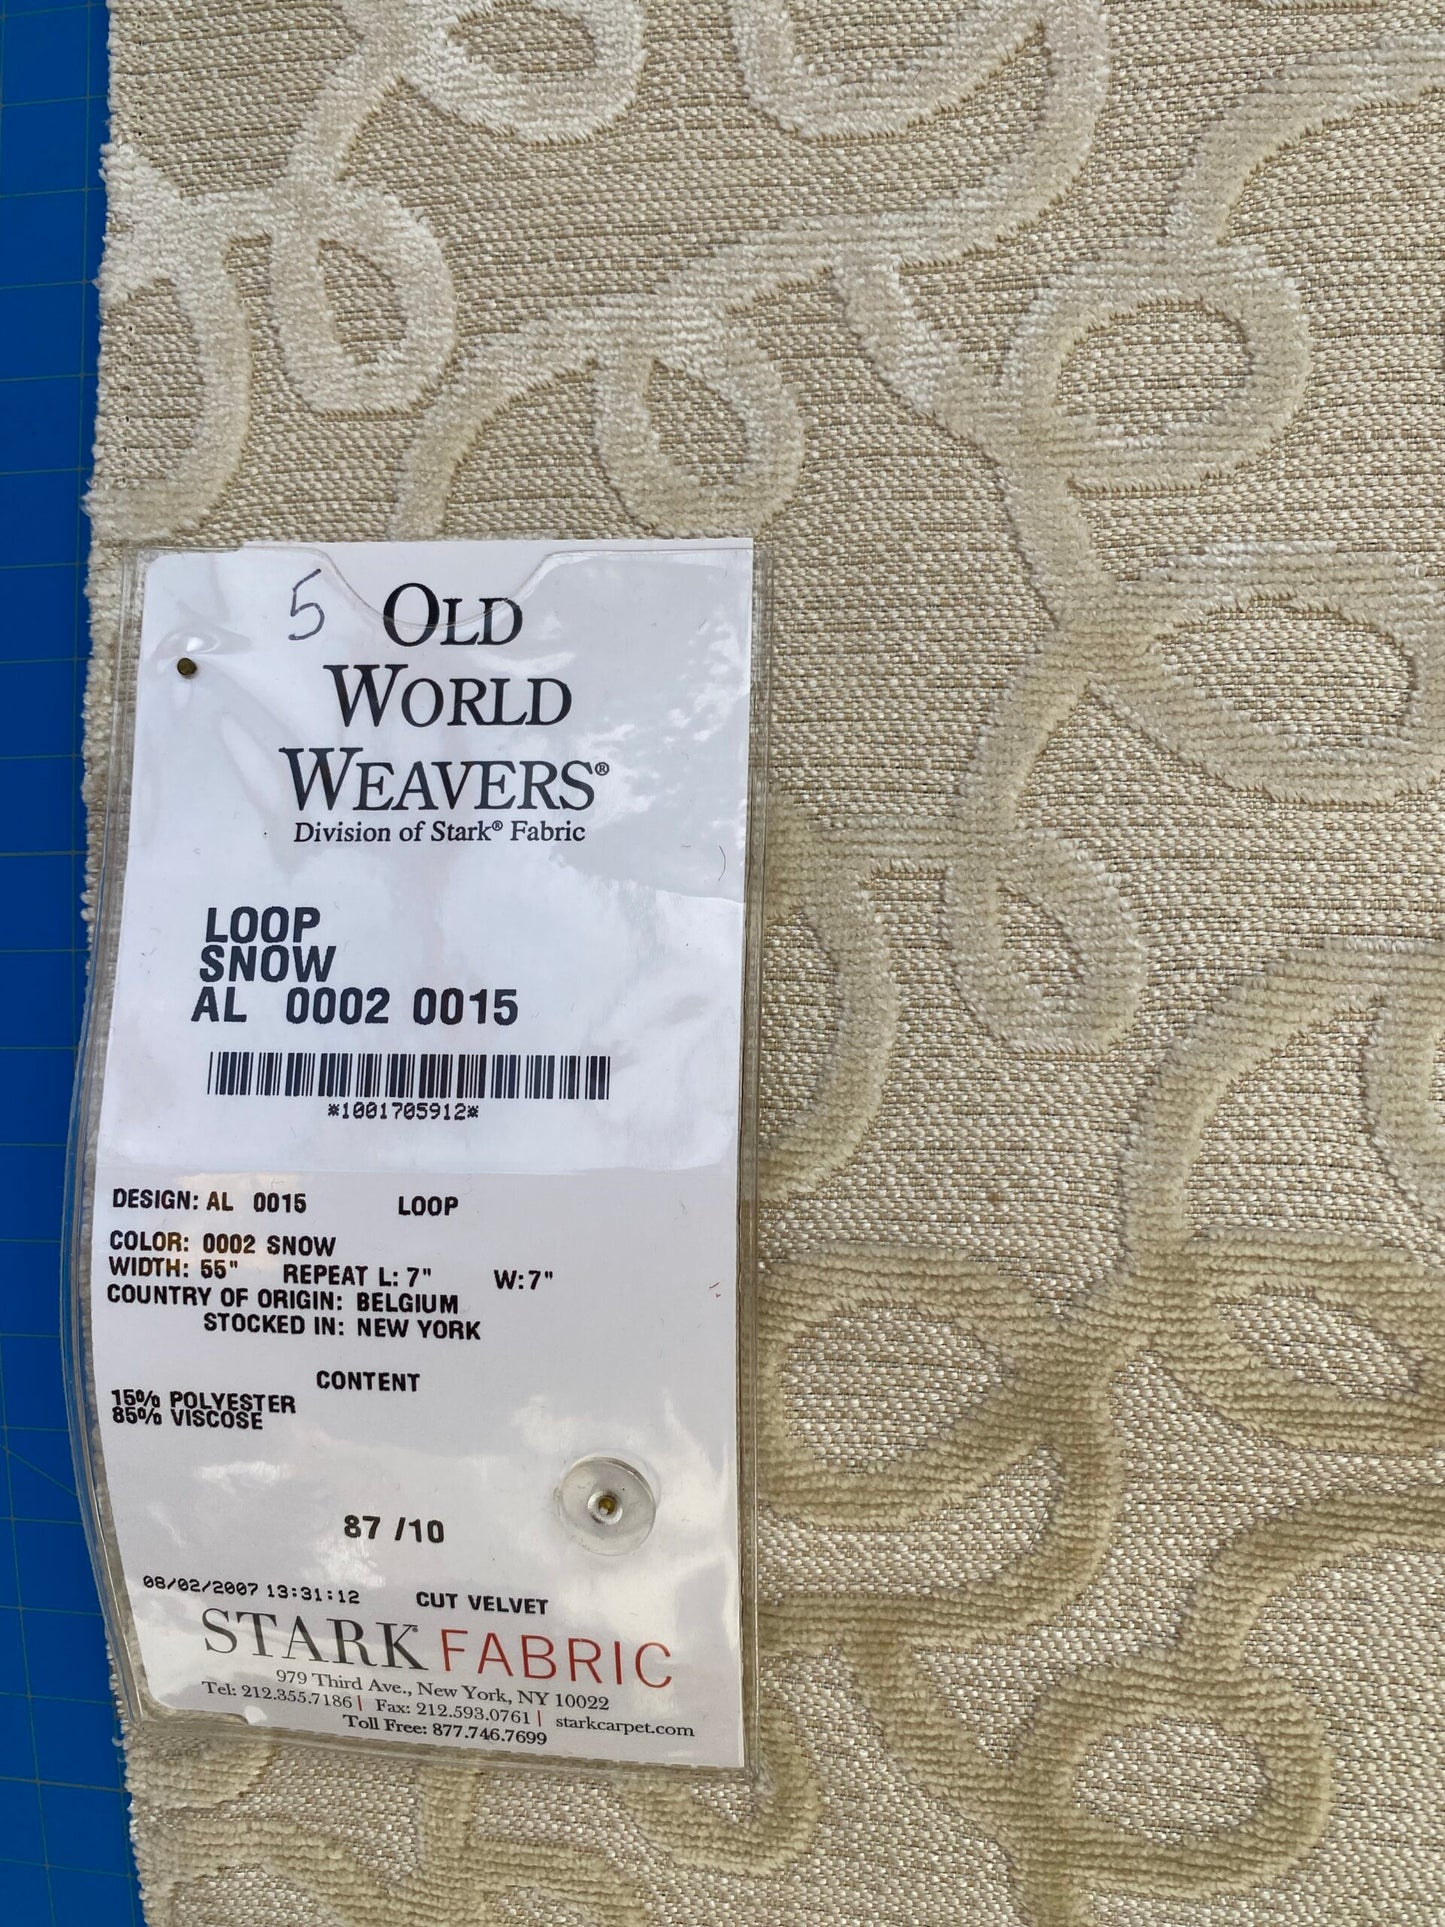 5
OLD
WORLD
WEAVERS®
Division of Stark® Fabric
LOOP
SNOW
AL 0002 0015
*1001705912*
DESIGN: AL 0015 LOOP
COLOR: 0002 SNOW
WIDTH: 55" REPEAT L: 7" W: 7"
COUNTRY OF ORIGIN: BELGIUM
STOCKED IN: NEW YORK
CONTENT
15% POLYESTER
85% VISCOSE
87 /10
08/02/2007 13:31:12 CUT VELVET
STARK FABRIC
979 Third Ave., New York, NY 10022
Tel: 212.355.7186 | Fax: 212.593.0761 | starkcarpet.com
Toll Free: 877.746.7699